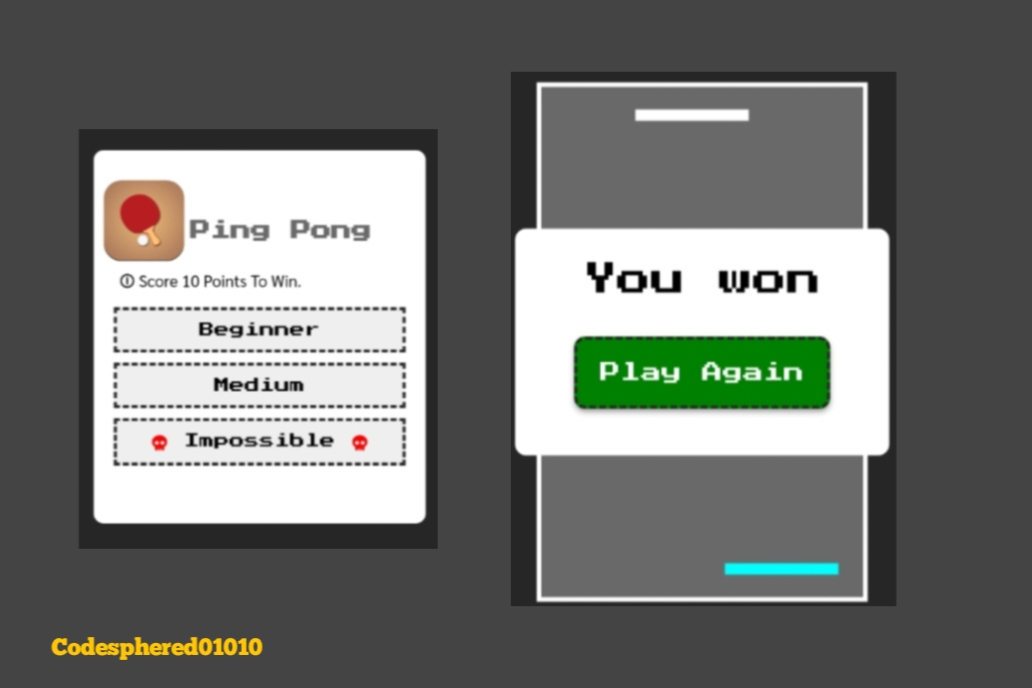 Ping Pong
Score 10 Points To Win.
Beginner
Medium
Impossible
You won
Play Again
Codesphered01010